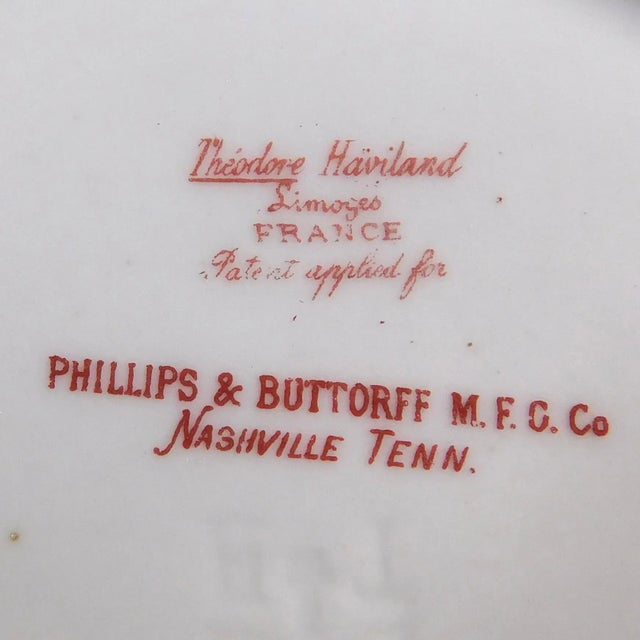 Théodore Haviland
Limoges
FRANCE
Patent applied for
PHILLIPS & BUTTORFF M.F.G. Co
NASHVILLE TENN.